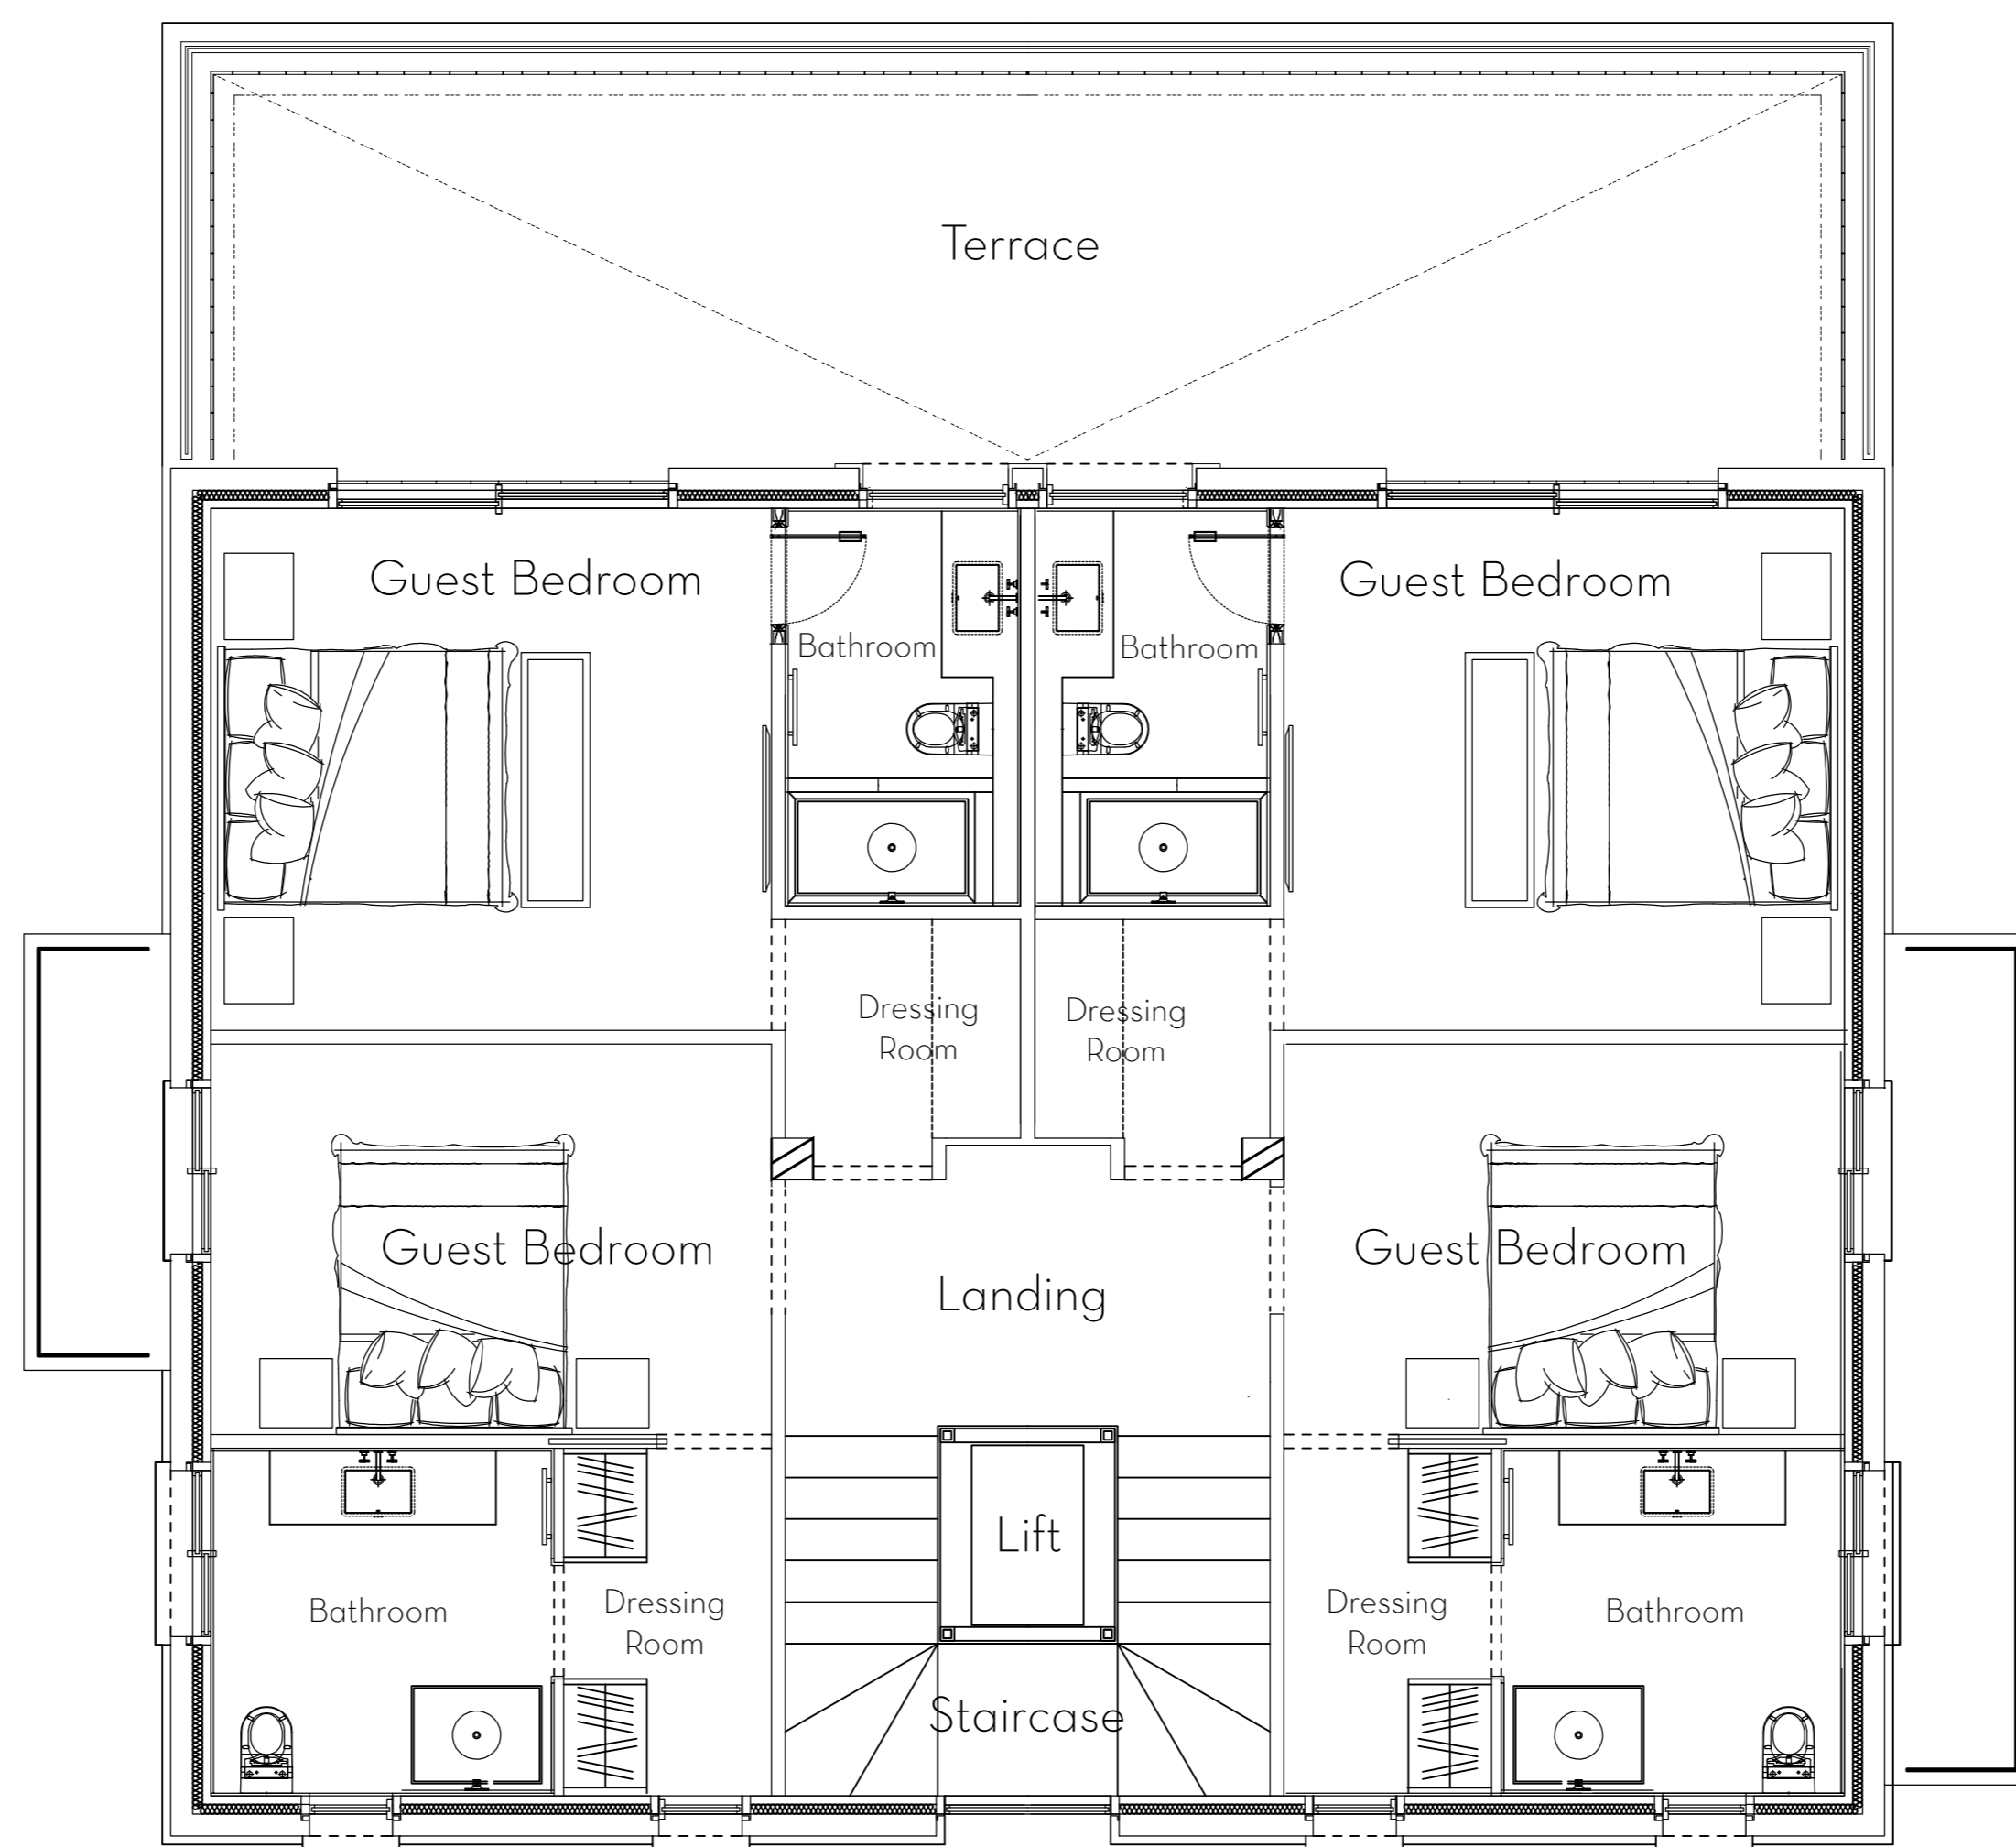 Terrace
Guest Bedroom
Guest Bedroom
Bathroom
Bathroom
Dressing
Room
Dressing
Room
Guest Bedroom
Guest Bedroom
Landing
Lift
Bathroom
Dressing
Room
Dressing
Room
Bathroom
Staircase